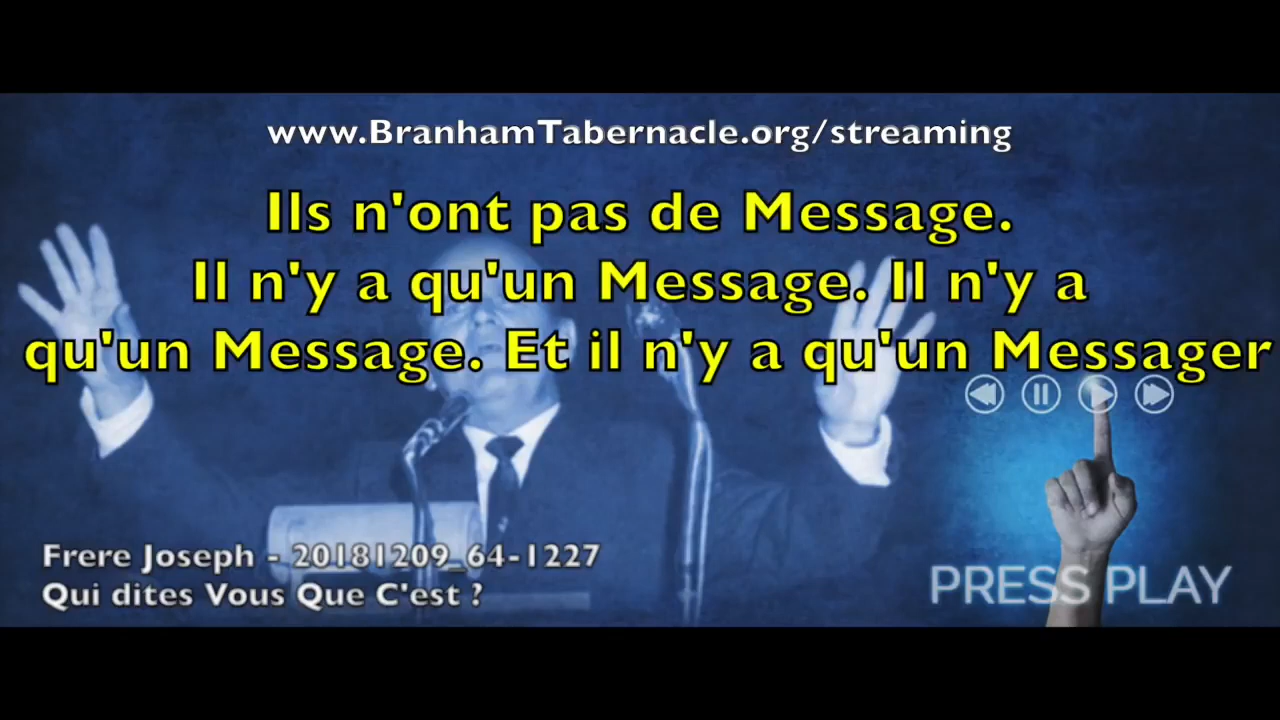 www.BranhamTabernacle.org/streaming
Ils n'ont pas de Message.
Il n'y a qu'un Message. Il n'y a
qu'un Message. Et il n'y a qu'un Messager
Frere Joseph - 20181209_64-1227
Qui dites Vous Que C'est ?
PRESS PLAY